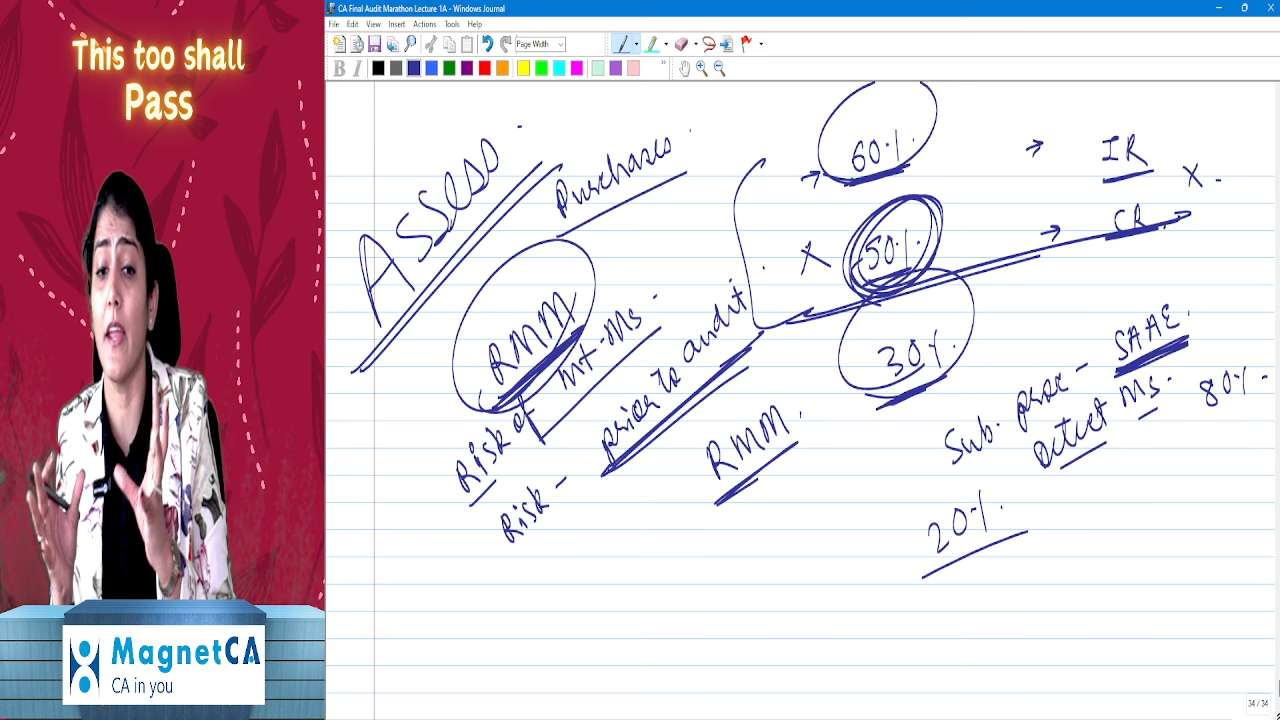 This too shall
Pass
MagnetCA
CA in you
CA Final Audit Marathon Lecture 1A - Windows Journal
File Edit View Insert Actions Tools Help
Page Width
B I
Assess
Purchases
60%. → IR
× 50%. → CR ×
30%.
RMM
Risk of Mt. Ms.
Risk - prior to audit
RMM.
Sub. proc - SAAE.
Detect Ms. 80%.
20%.
34 / 34